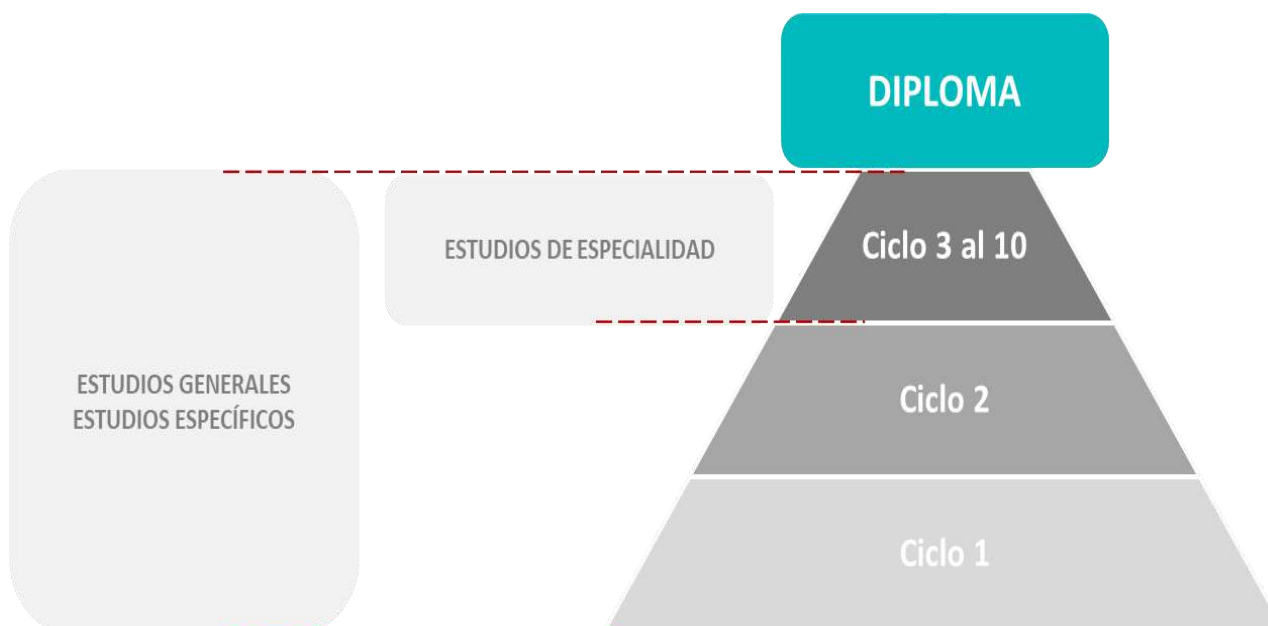 DIPLOMA
ESTUDIOS DE ESPECIALIDAD
Ciclo 3 al 10
ESTUDIOS GENERALES
ESTUDIOS ESPECÍFICOS
Ciclo 2
Ciclo 1